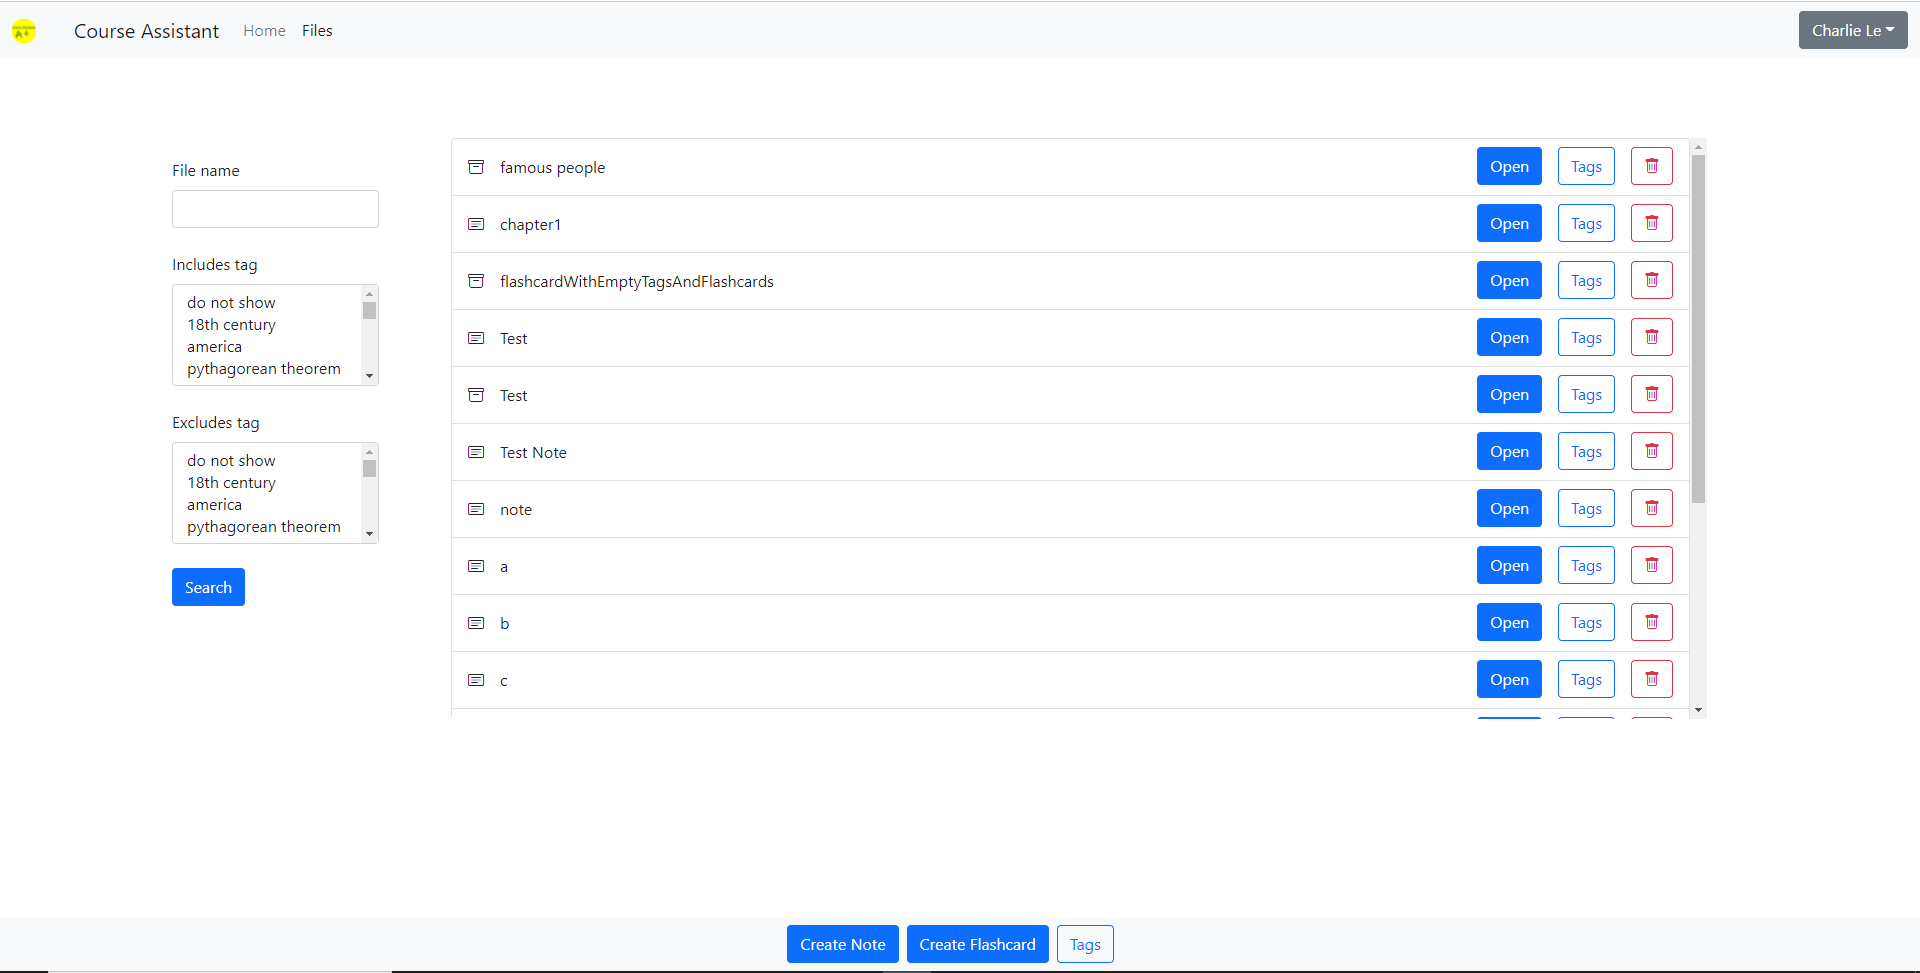 A+
Course Assistant Home Files Charlie Le
File name
Includes tag
do not show
18th century
america
pythagorean theorem
Excludes tag
do not show
18th century
america
pythagorean theorem
Search
famous people Open Tags
chapter1 Open Tags
flashcardWithEmptyTagsAndFlashcards Open Tags
Test Open Tags
Test Open Tags
Test Note Open Tags
note Open Tags
a Open Tags
b Open Tags
c Open Tags
Create Note Create Flashcard Tags